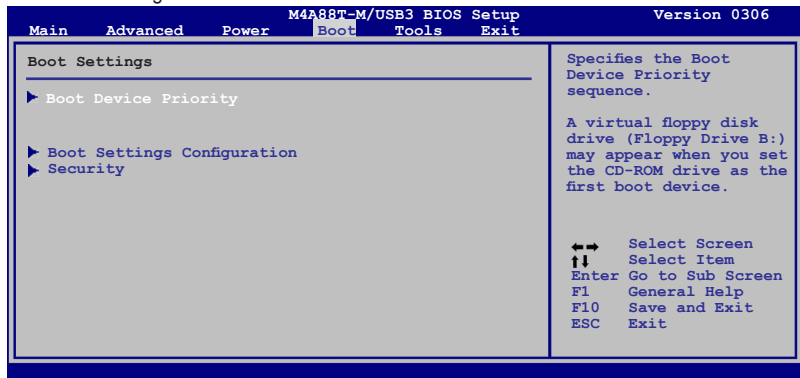 M4A88T-M/USB3 BIOS Setup Version 0306
Main Advanced Power Boot Tools Exit
Boot Settings
Boot Device Priority
Boot Settings Configuration
Security
Specifies the Boot
Device Priority
sequence.
A virtual floppy disk
drive (Floppy Drive B:)
may appear when you set
the CD-ROM drive as the
first boot device.
←→ Select Screen
↑↓ Select Item
Enter Go to Sub Screen
F1 General Help
F10 Save and Exit
ESC Exit